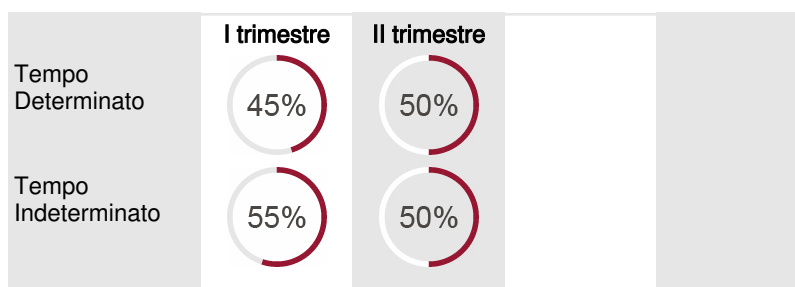 I trimestre II trimestre
Tempo
Determinato
45% 50%
Tempo
Indeterminato
55% 50%